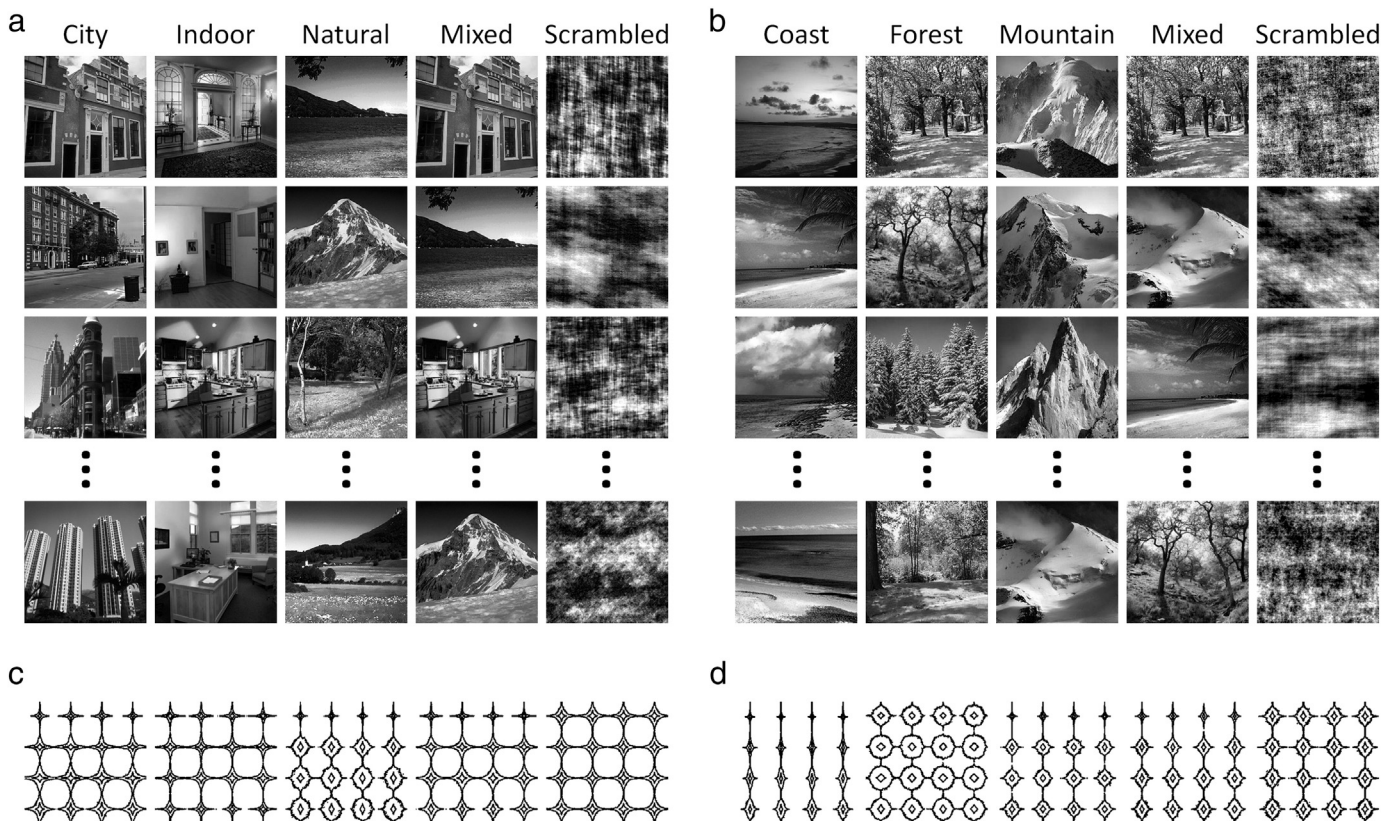 a
City Indoor Natural Mixed Scrambled
b
Coast Forest Mountain Mixed Scrambled
c
d